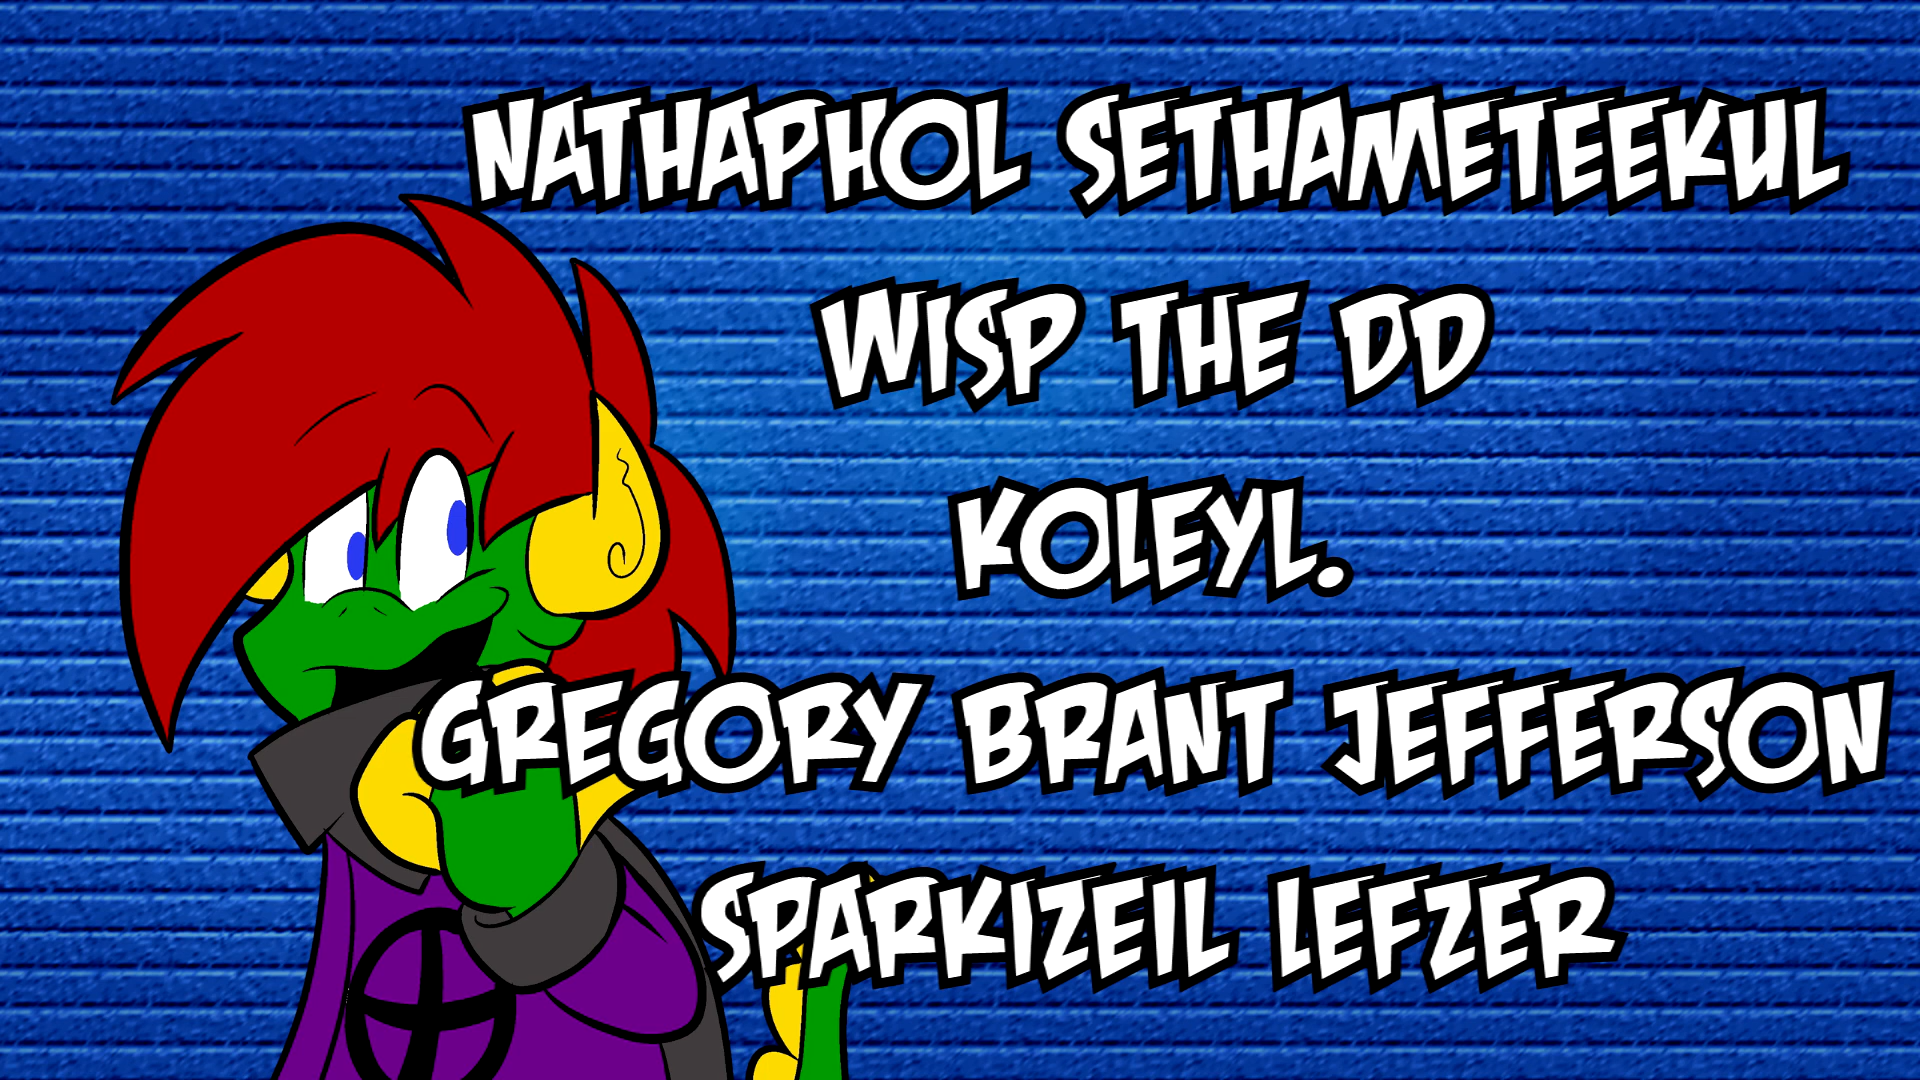 NATHAPHOL SETHAMETEEKUL
WISP THE DD
KOLEYL.
GREGORY BRANT JEFFERSON
SPARKIZEIL LEFZER